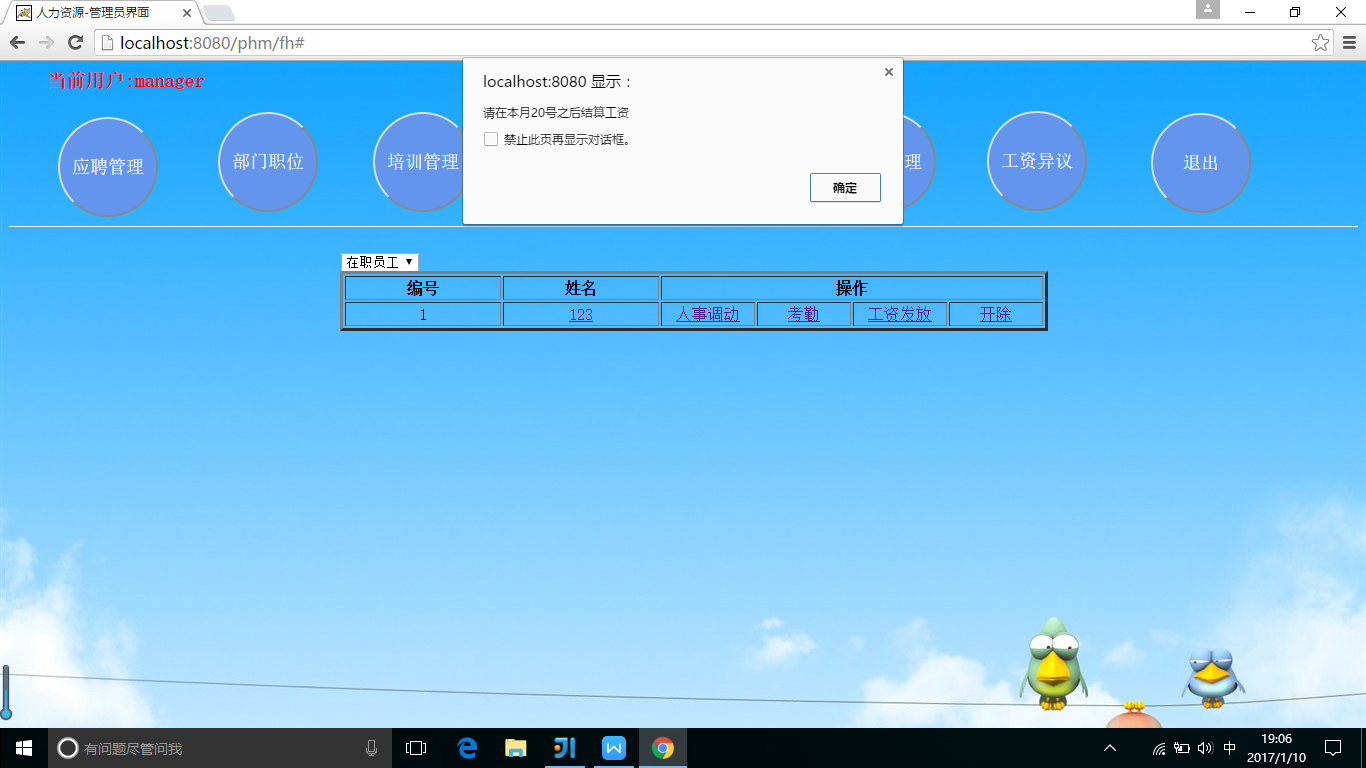 人力资源-管理员界面
localhost:8080/phm/fh#
当前用户:manager
localhost:8080 显示：
请在本月20号之后结算工资
禁止此页再显示对话框。
确定
应聘管理
部门职位
培训管理
理
工资异议
退出
在职员工
编号 姓名 操作
1 123 人事调动 考勤 工资发放 开除
有问题尽管问我
中
19:06
2017/1/10